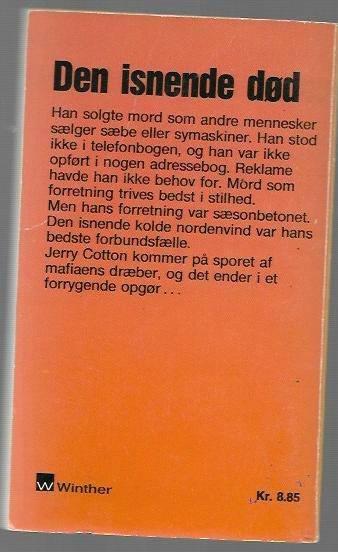 Den isnende død
Han solgte mord som andre mennesker
sælger sæbe eller symaskiner. Han stod
ikke i telefonbogen, og han var ikke
opført i nogen adressebog. Reklame
havde han ikke behov for. Mord som
forretning trives bedst i stilhed.
Men hans forretning var sæsonbetonet.
Den isnende kolde nordenvind var hans
bedste forbundsfælle.
Jerry Cotton kommer på sporet af
mafiaens dræber, og det ender i et
forrygende opgør...
W Winther
Kr. 8.85